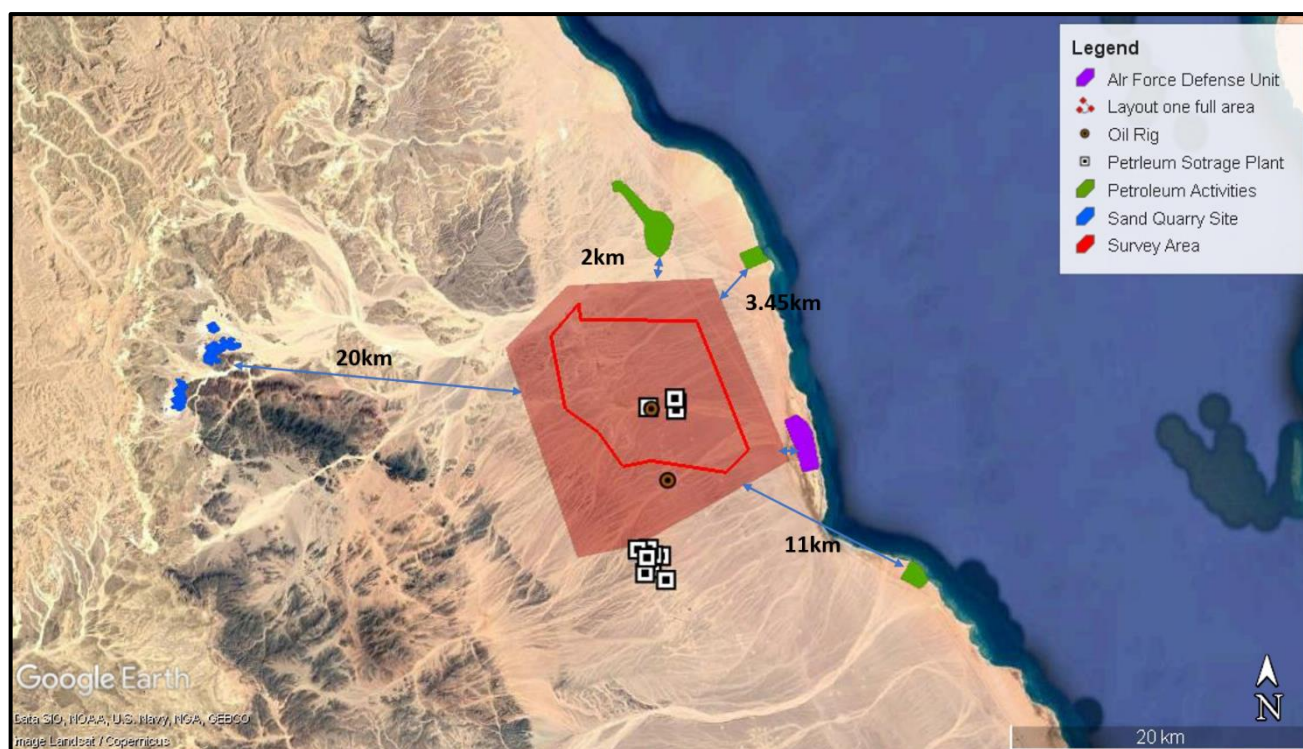 Legend
AIr Force Defense Unit
Layout one full area
Oil Rig
Petrleum Sotrage Plant
Petroleum Activities
Sand Quarry Site
Survey Area
2km
3.45km
20km
11km
Google Earth
Data SIO, NOAA, U.S. Navy, NGA, GEBCO
Image Landsat / Copernicus
N
20 km